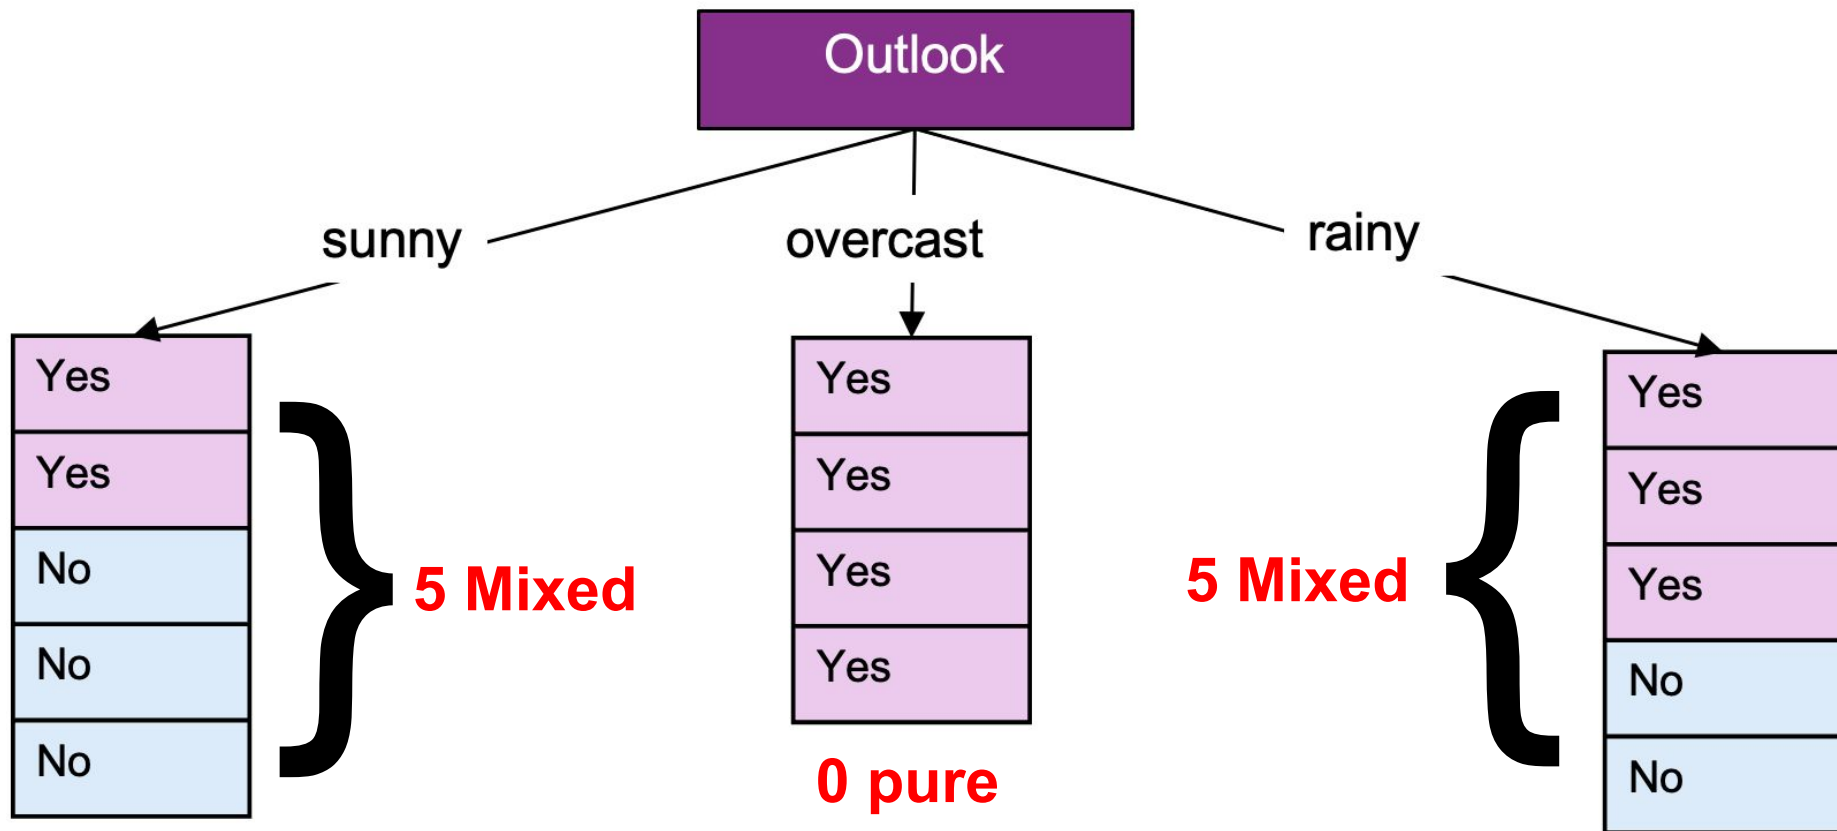 Outlook
sunny
overcast
rainy
Yes
Yes
No
No
No
5 Mixed
Yes
Yes
Yes
Yes
0 pure
5 Mixed
Yes
Yes
Yes
No
No